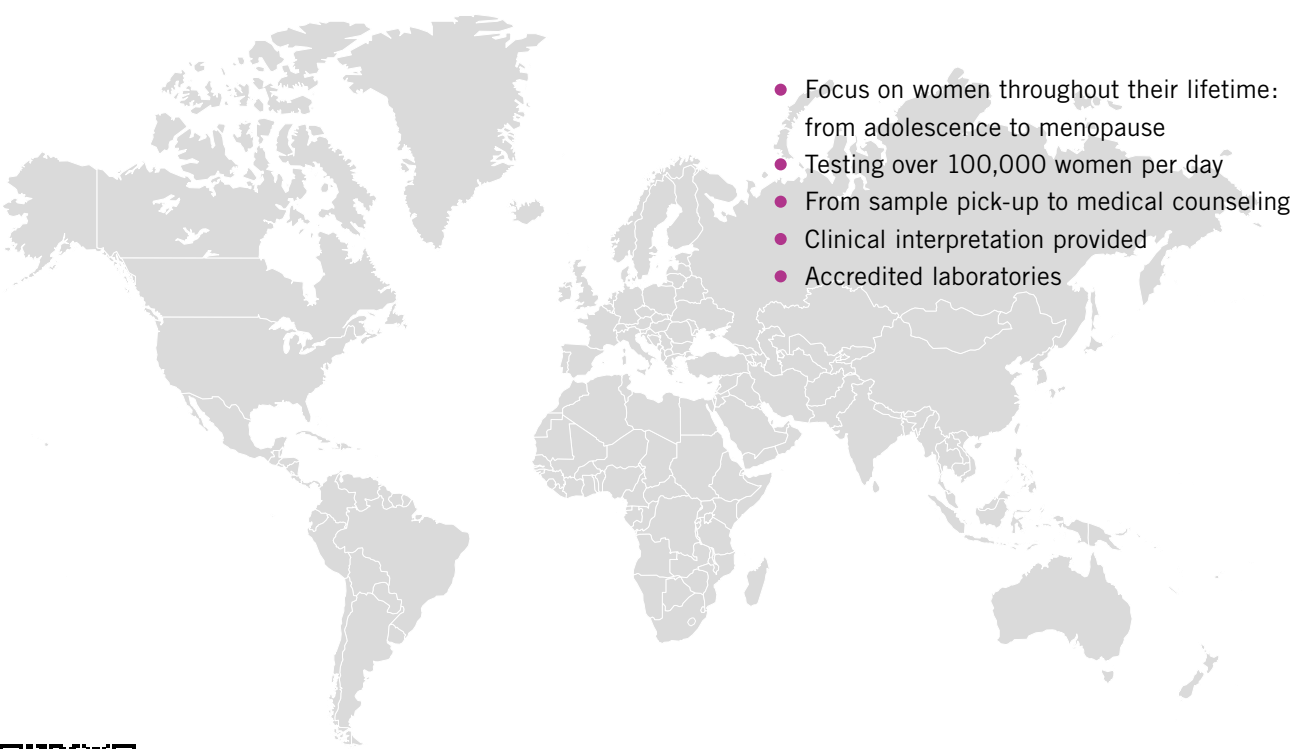 ● Focus on women throughout their lifetime:
from adolescence to menopause
● Testing over 100,000 women per day
● From sample pick-up to medical counseling
● Clinical interpretation provided
● Accredited laboratories